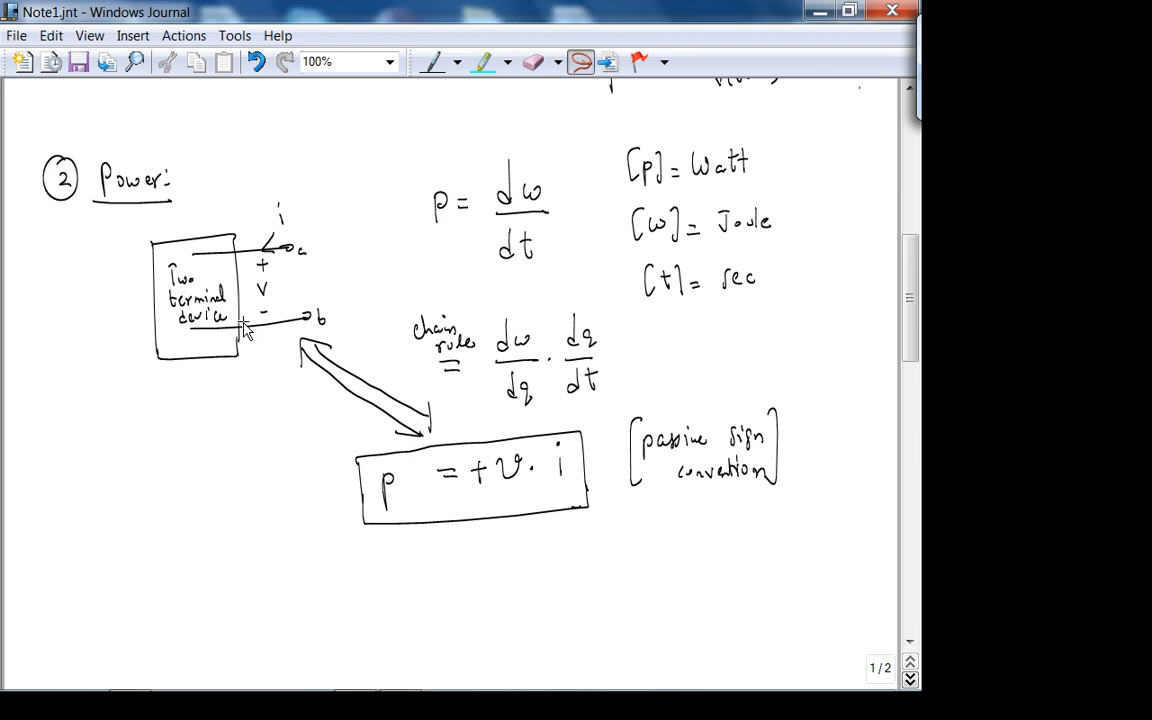 Note1.jnt - Windows Journal
File Edit View Insert Actions Tools Help
100%
② Power:
p = dw/dt
[p] = Watt
[w] = Joule
[t] = sec
i
a
+
v
-
b
Two
terminal
device
chain
rule
= dw/dq · dq/dt
p = + v · i
[passive sign
convention]
1 / 2